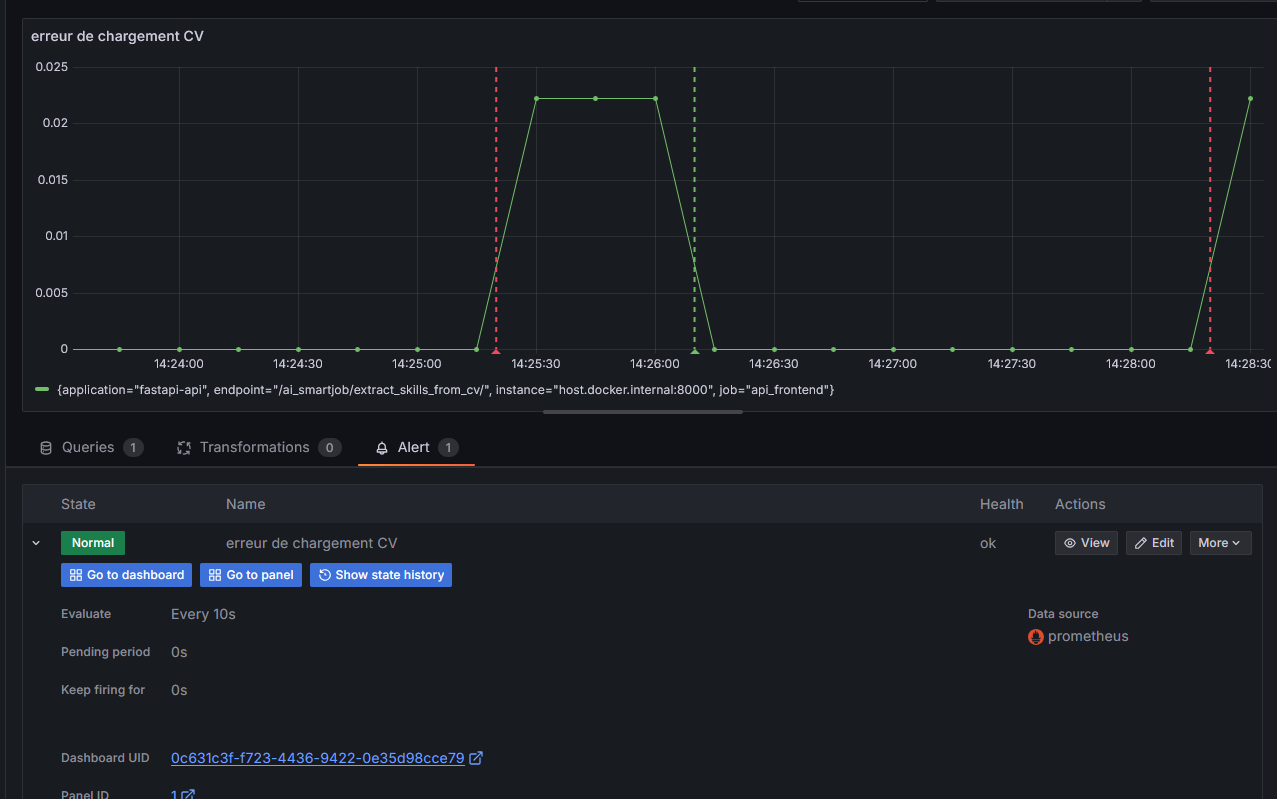 erreur de chargement CV
0.025
0.02
0.015
0.01
0.005
0
14:24:00 14:24:30 14:25:00 14:25:30 14:26:00 14:26:30 14:27:00 14:27:30 14:28:00 14:28:30
{application="fastapi-api", endpoint="/ai_smartjob/extract_skills_from_cv/", instance="host.docker.internal:8000", job="api_frontend"}
Queries 1 Transformations 0 Alert 1
State Name Health Actions
Normal erreur de chargement CV ok View Edit More
Go to dashboard Go to panel Show state history
Evaluate Every 10s Data source
prometheus
Pending period 0s
Keep firing for 0s
Dashboard UID 0c631c3f-f723-4436-9422-0e35d98cce79
Panel ID 1